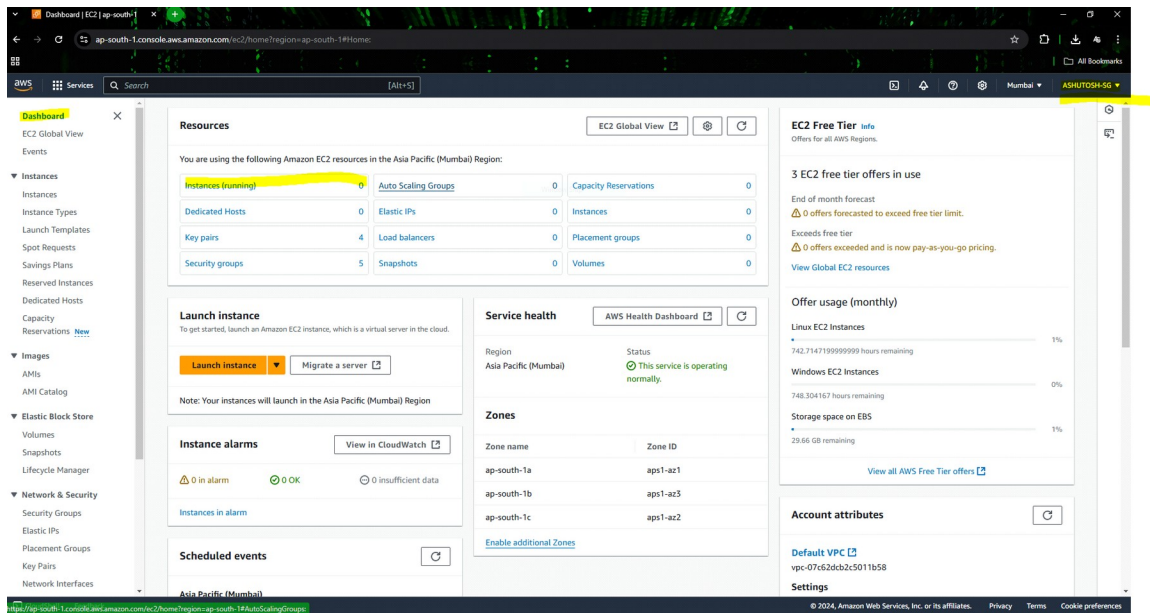 Dashboard | EC2 | ap-south-1
ap-south-1.console.aws.amazon.com/ec2/home?region=ap-south-1#Home:
All Bookmarks
aws Services Search [Alt+S] Mumbai ASHUTOSH-SG
Dashboard
EC2 Global View
Events
Instances
Instances
Instance Types
Launch Templates
Spot Requests
Savings Plans
Reserved Instances
Dedicated Hosts
Capacity
Reservations New
Images
AMIs
AMI Catalog
Elastic Block Store
Volumes
Snapshots
Lifecycle Manager
Network & Security
Security Groups
Elastic IPs
Placement Groups
Key Pairs
Network Interfaces
Resources
EC2 Global View
You are using the following Amazon EC2 resources in the Asia Pacific (Mumbai) Region:
Instances (running) 0 Auto Scaling Groups 0 Capacity Reservations 0
Dedicated Hosts 0 Elastic IPs 0 Instances 0
Key pairs 4 Load balancers 0 Placement groups 0
Security groups 5 Snapshots 0 Volumes 0
Launch instance
To get started, launch an Amazon EC2 instance, which is a virtual server in the cloud.
Launch instance Migrate a server
Note: Your instances will launch in the Asia Pacific (Mumbai) Region
Instance alarms
View in CloudWatch
0 in alarm 0 OK 0 insufficient data
Instances in alarm
Scheduled events
Asia Pacific (Mumbai)
Service health
AWS Health Dashboard
Region Status
Asia Pacific (Mumbai) This service is operating
normally.
Zones
Zone name Zone ID
ap-south-1a aps1-az1
ap-south-1b aps1-az3
ap-south-1c aps1-az2
Enable additional Zones
EC2 Free Tier Info
Offers for all AWS Regions.
3 EC2 free tier offers in use
End of month forecast
0 offers forecasted to exceed free tier limit.
Exceeds free tier
0 offers exceeded and is now pay-as-you-go pricing.
View Global EC2 resources
Offer usage (monthly)
Linux EC2 Instances
1%
742.7147199999999 hours remaining
Windows EC2 Instances
0%
748.304167 hours remaining
Storage space on EBS
1%
29.66 GB remaining
View all AWS Free Tier offers
Account attributes
Default VPC
vpc-07c62dcb2c5011b58
Settings
https://ap-south-1.console.aws.amazon.com/ec2/home?region=ap-south-1#AutoScalingGroups:
© 2024, Amazon Web Services, Inc. or its affiliates. Privacy Terms Cookie preferences